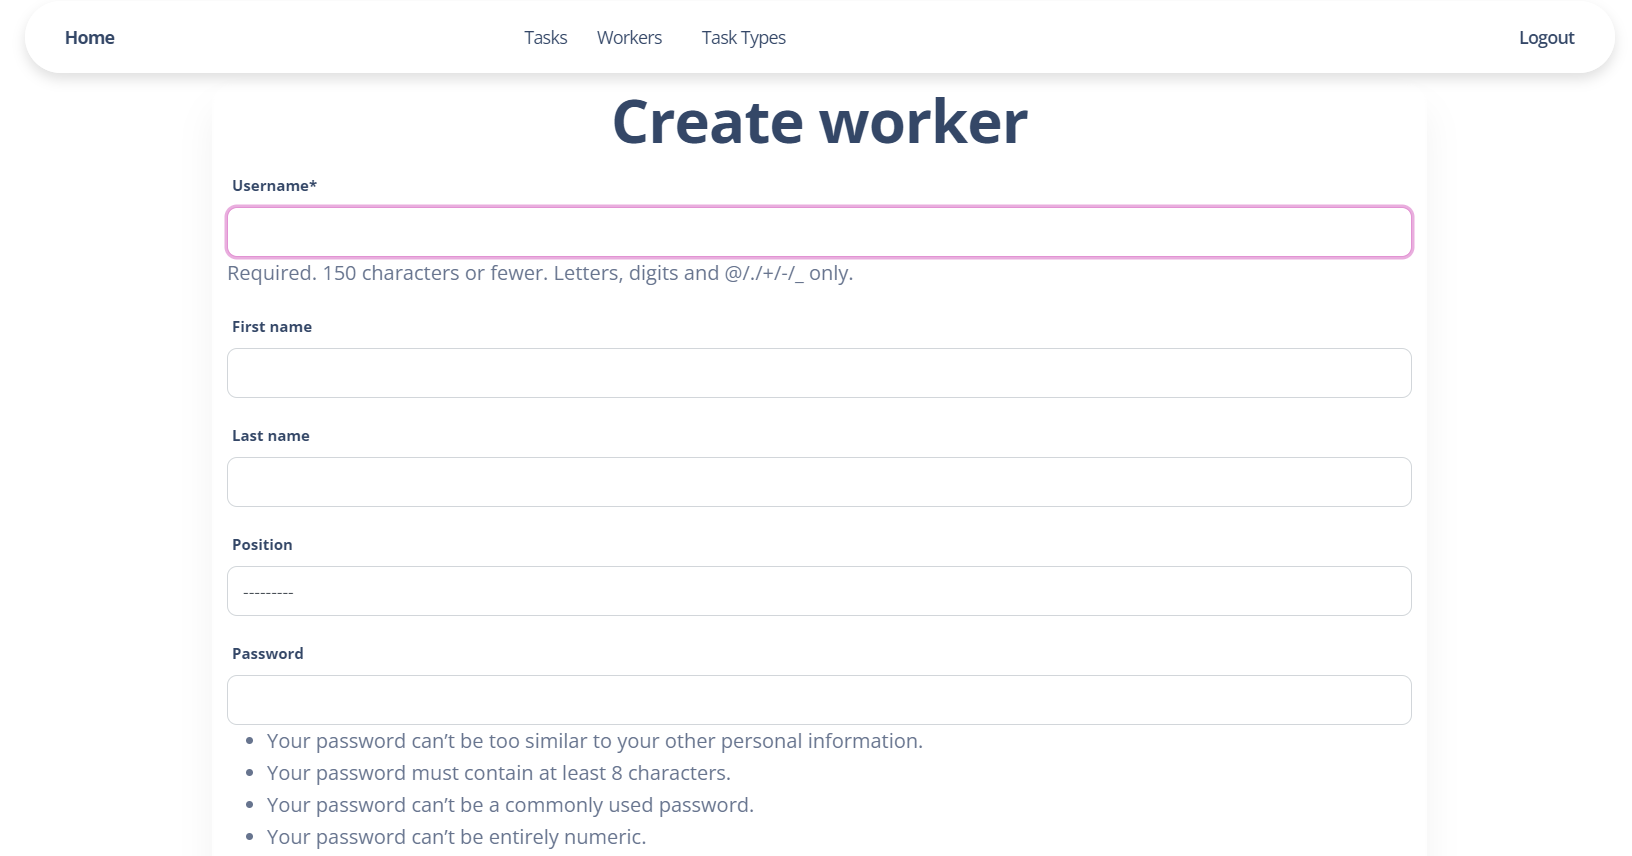 Home Tasks Workers Task Types Logout
Create worker
Username*
Required. 150 characters or fewer. Letters, digits and @/./+/-/_ only.
First name
Last name
Position
---------
Password
Your password can’t be too similar to your other personal information.
Your password must contain at least 8 characters.
Your password can’t be a commonly used password.
Your password can’t be entirely numeric.